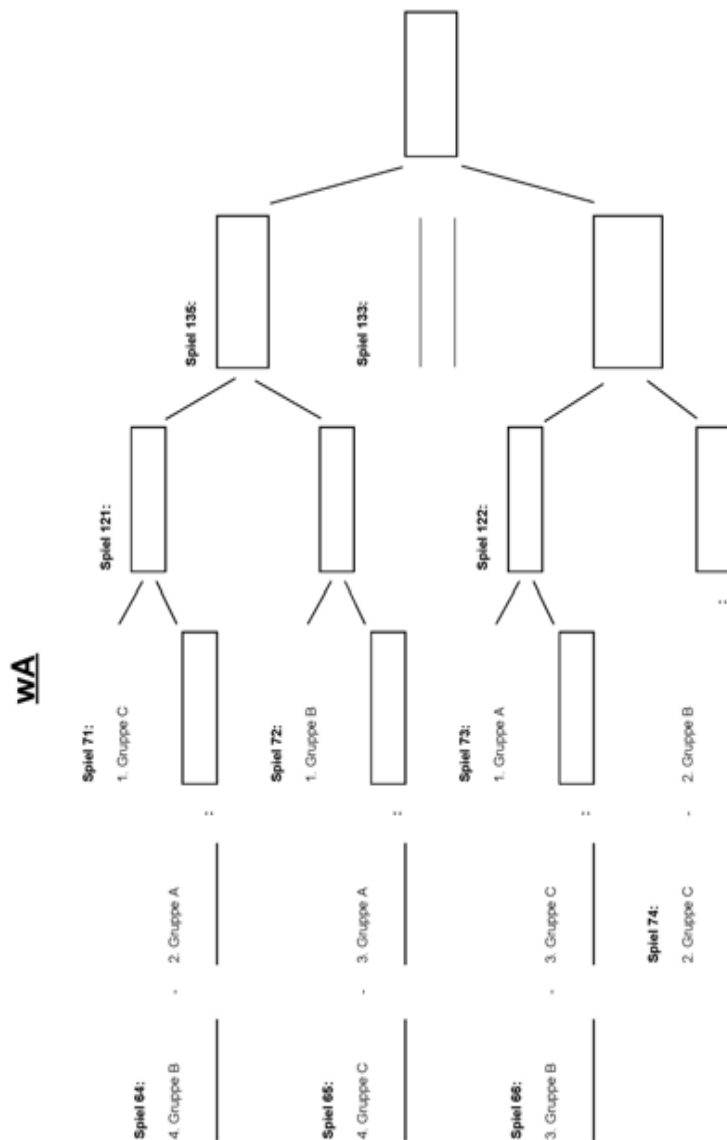 wA
Spiel 64:
4. Gruppe B - 2. Gruppe A
:
Spiel 71:
1. Gruppe C
Spiel 121:
Spiel 135:
Spiel 65:
4. Gruppe C - 3. Gruppe A
:
Spiel 72:
1. Gruppe B
Spiel 133:
Spiel 66:
3. Gruppe B - 3. Gruppe C
:
Spiel 73:
1. Gruppe A
Spiel 122:
Spiel 74:
2. Gruppe C - 2. Gruppe B
: